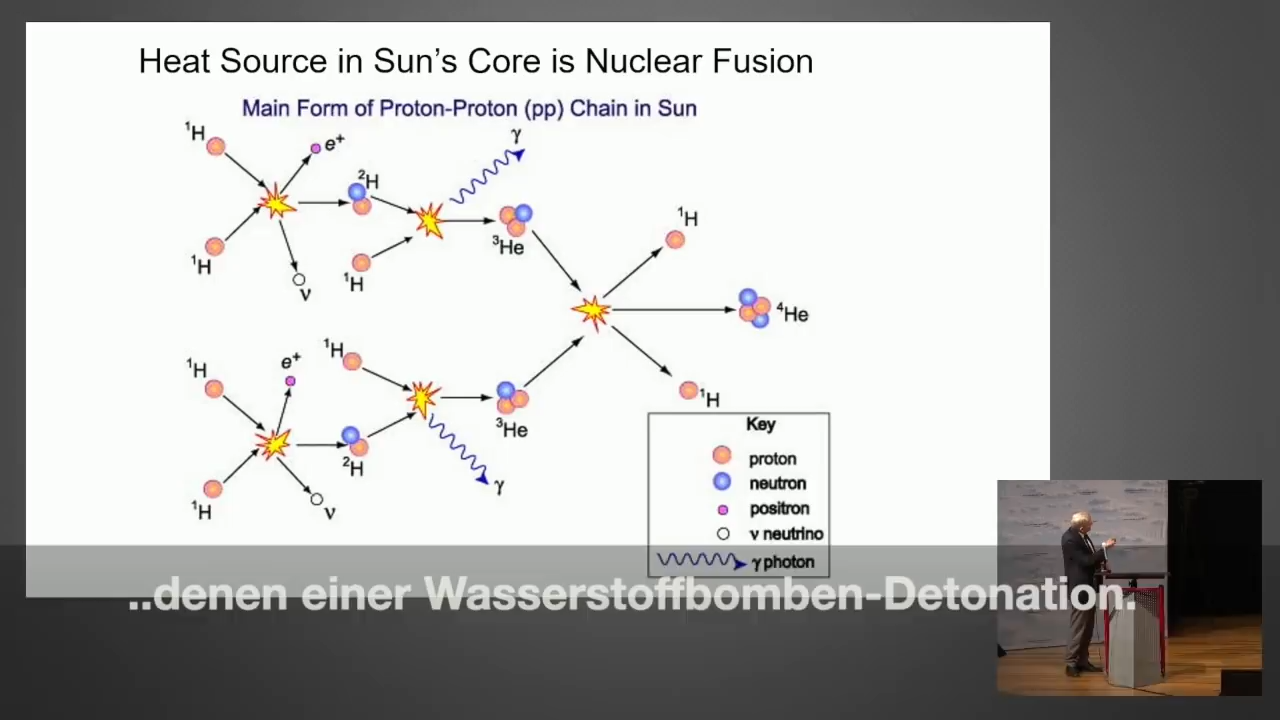 Heat Source in Sun's Core is Nuclear Fusion
Main Form of Proton-Proton (pp) Chain in Sun
¹H
e⁺
γ
²H
¹H
³He
¹H
ν
¹H
¹H
⁴He
¹H
e⁺
¹H
¹H
³He
²H
γ
¹H
ν
Key
proton
neutron
positron
ν neutrino
γ photon
..denen einer Wasserstoffbomben-Detonation.